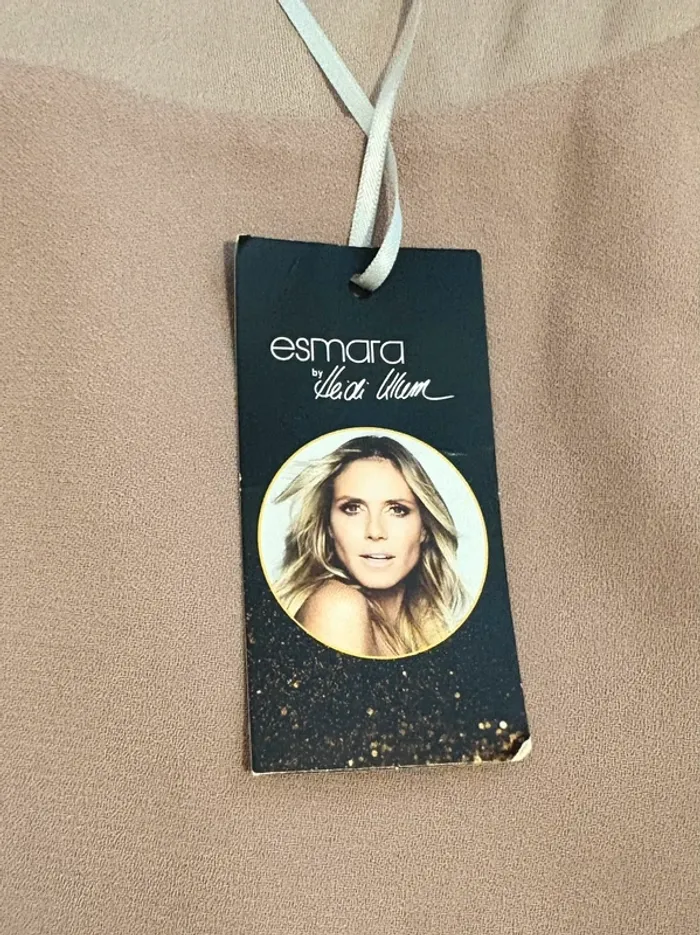 esmara
by Heidi Klum